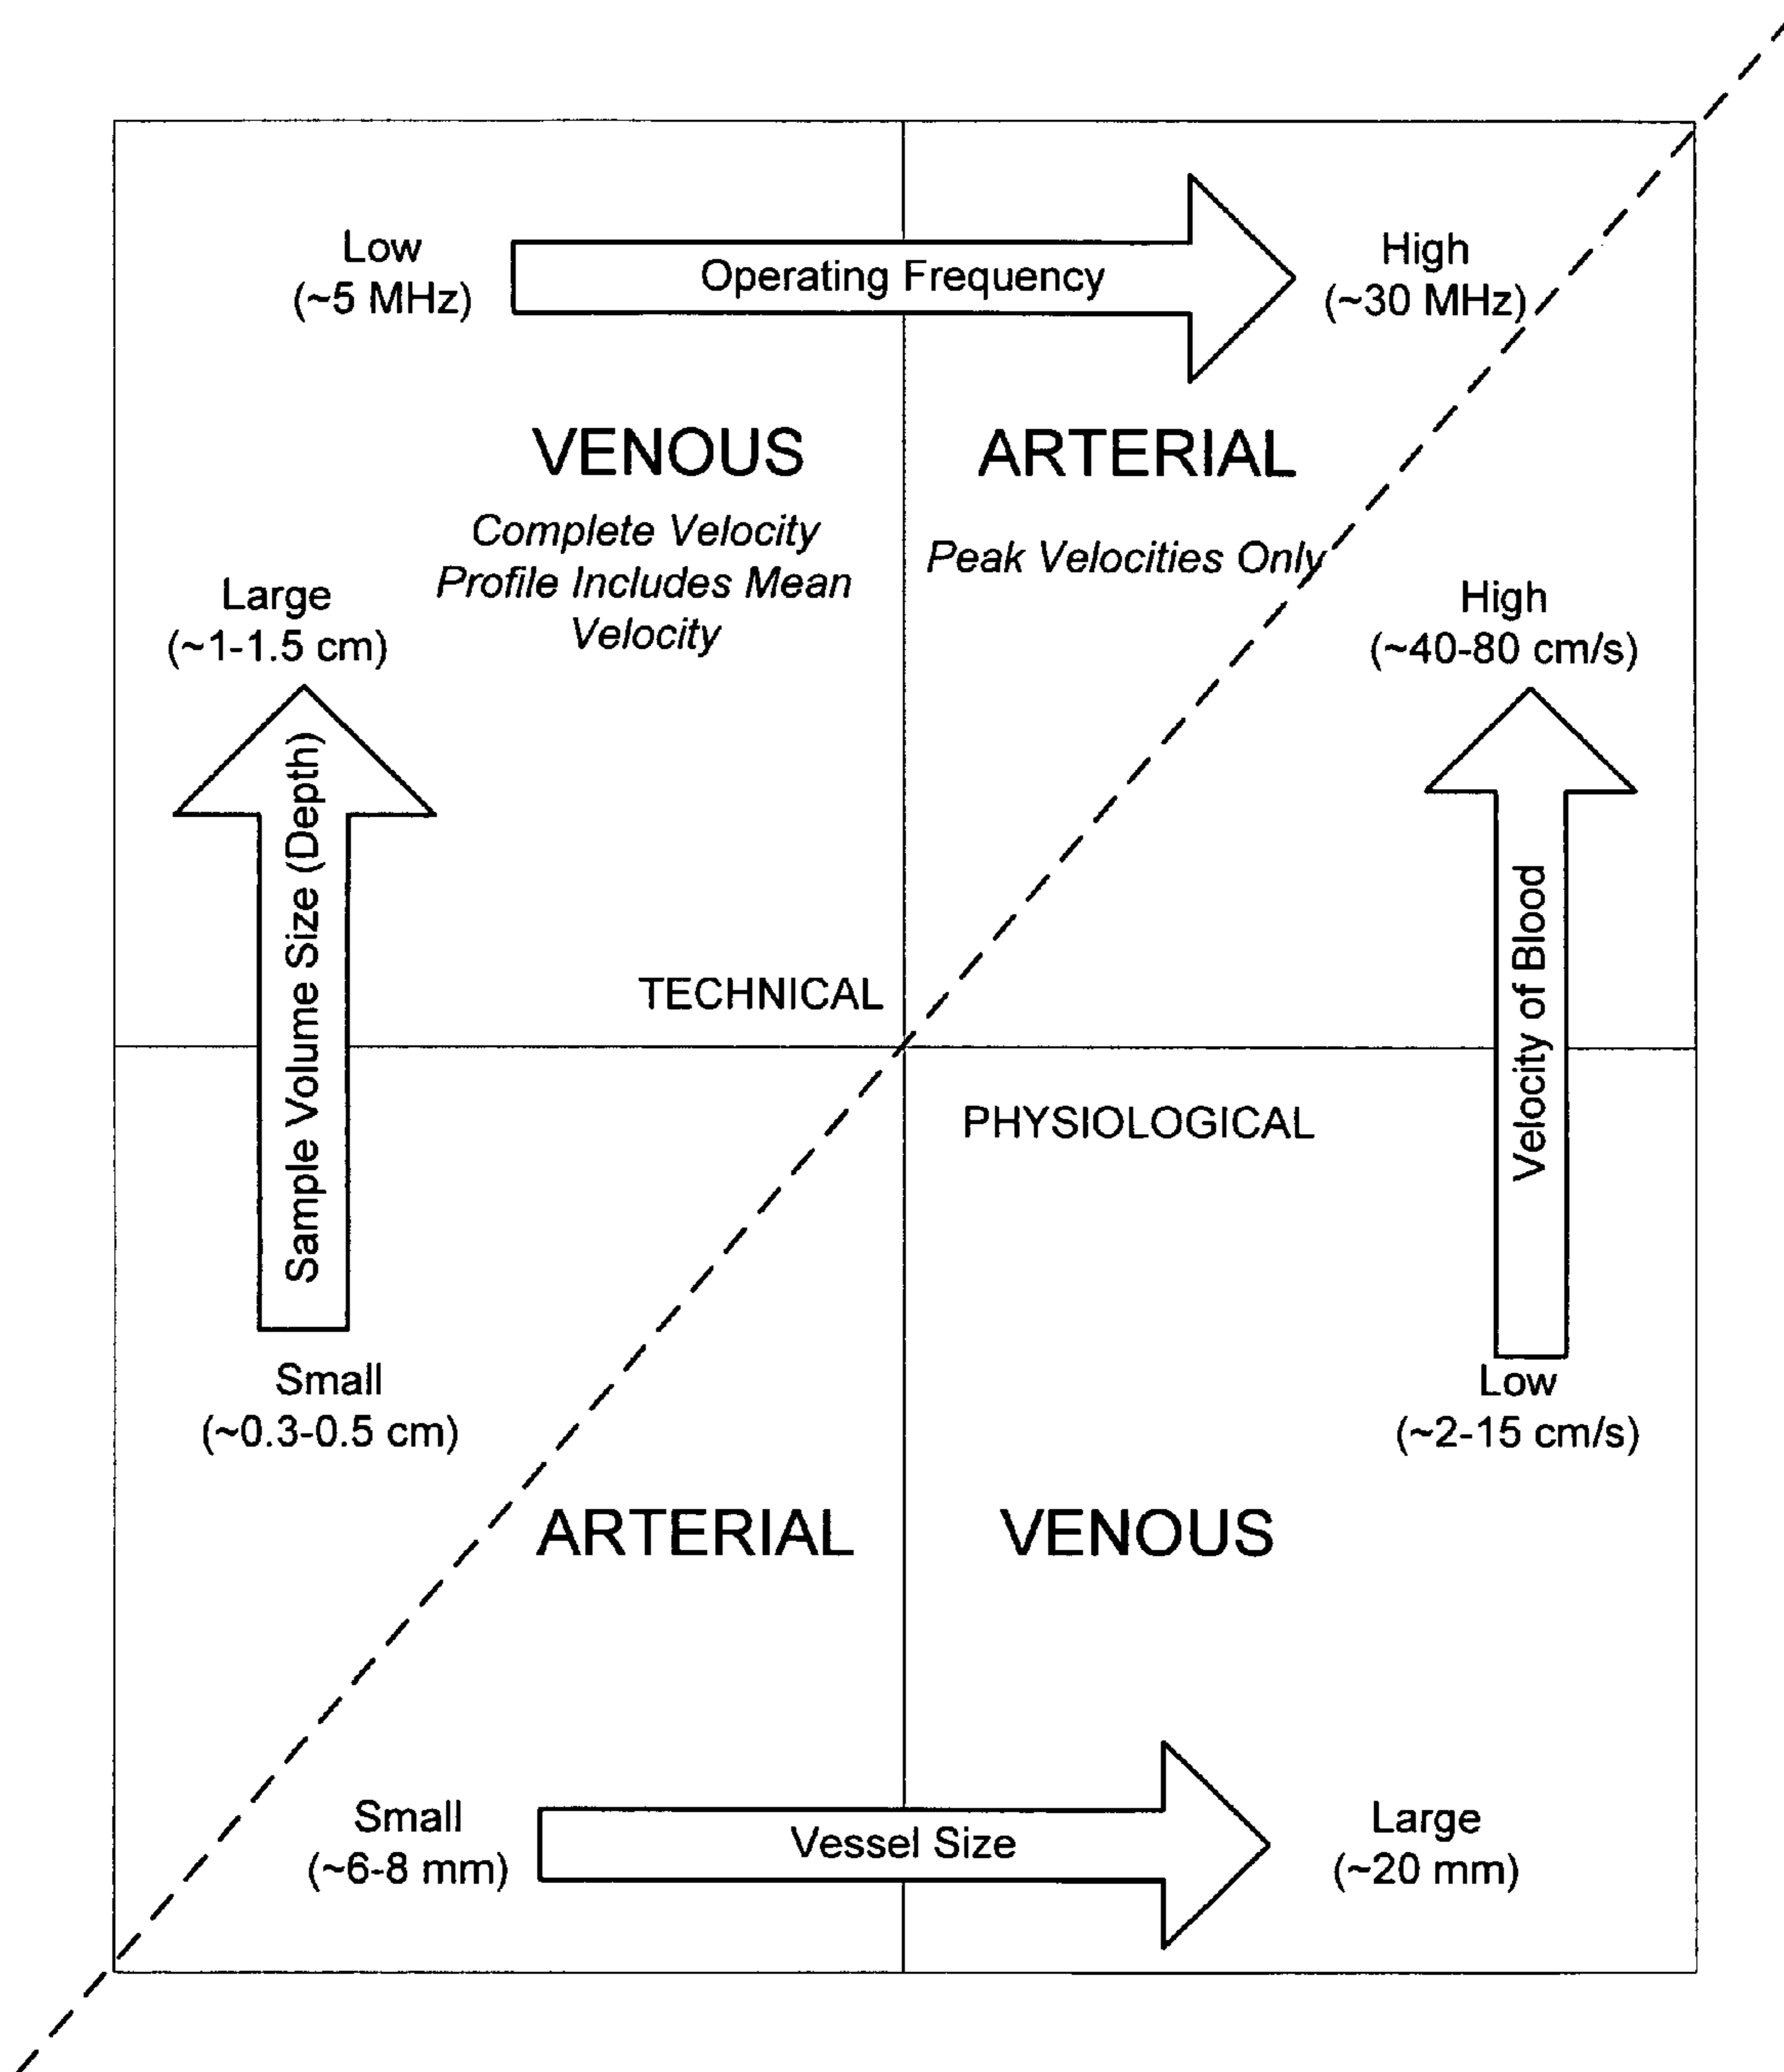 Low
(~5 MHz)
Operating Frequency
High
(~30 MHz)
VENOUS
Complete Velocity
Profile Includes Mean
Velocity
ARTERIAL
Peak Velocities Only
Large
(~1-1.5 cm)
Sample Volume Size (Depth)
Small
(~0.3-0.5 cm)
High
(~40-80 cm/s)
Velocity of Blood
Low
(~2-15 cm/s)
TECHNICAL
PHYSIOLOGICAL
ARTERIAL
VENOUS
Small
(~6-8 mm)
Vessel Size
Large
(~20 mm)